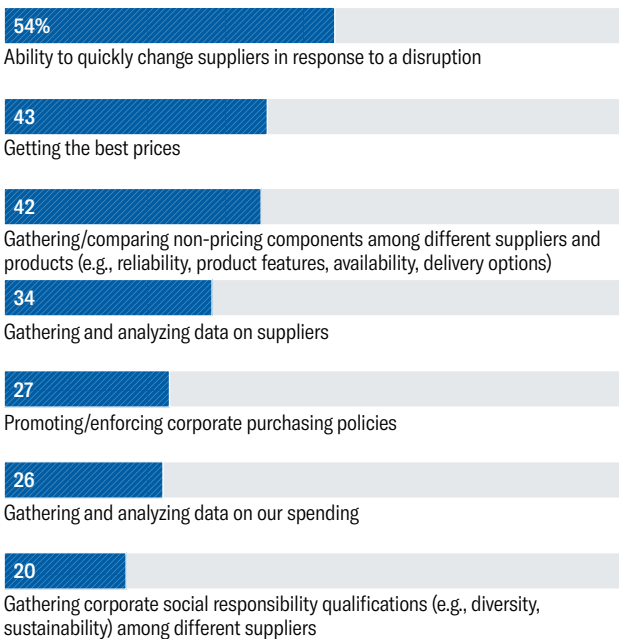 54%
Ability to quickly change suppliers in response to a disruption
43
Getting the best prices
42
Gathering/comparing non-pricing components among different suppliers and
products (e.g., reliability, product features, availability, delivery options)
34
Gathering and analyzing data on suppliers
27
Promoting/enforcing corporate purchasing policies
26
Gathering and analyzing data on our spending
20
Gathering corporate social responsibility qualifications (e.g., diversity,
sustainability) among different suppliers